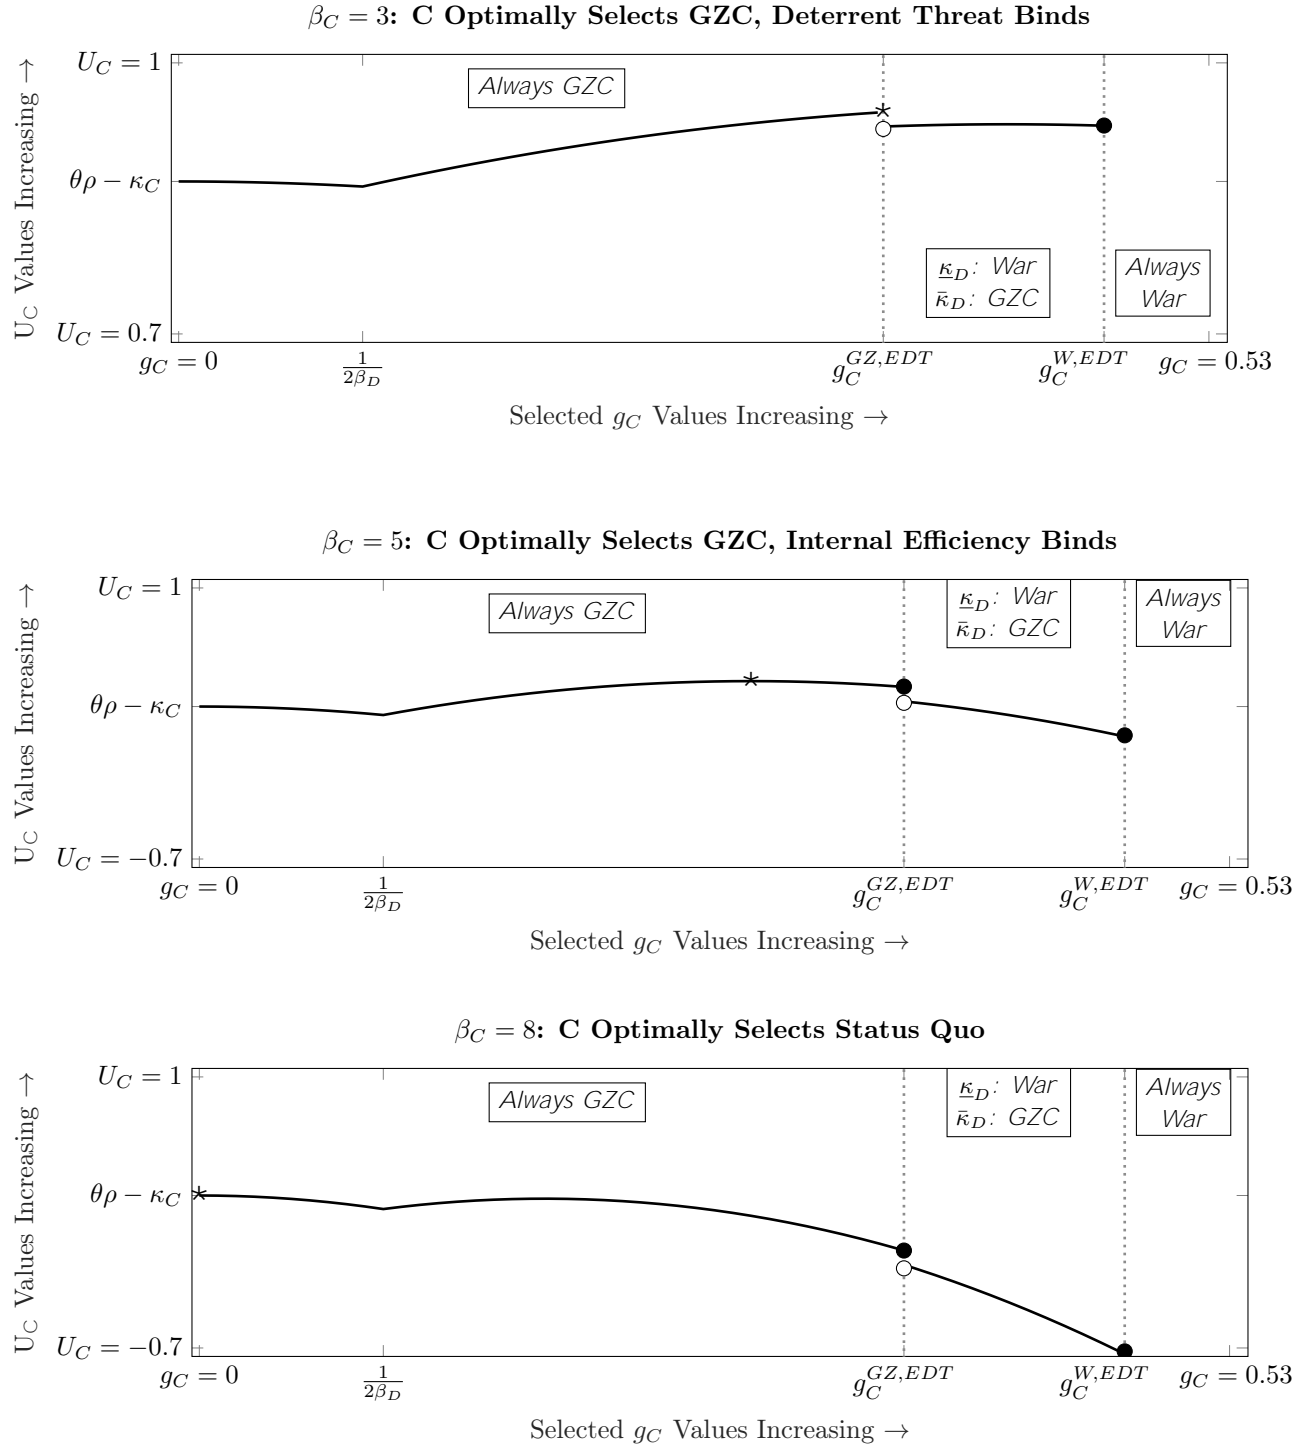 β_C = 3: C Optimally Selects GZC, Deterrent Threat Binds
U_C = 1
Always GZC
θρ − κ_C
κ̲_D: War
κ̄_D: GZC
Always
War
U_C = 0.7
U_C Values Increasing →
g_C = 0
1/(2β_D)
g_C^{GZ,EDT}
g_C^{W,EDT}
g_C = 0.53
Selected g_C Values Increasing →
β_C = 5: C Optimally Selects GZC, Internal Efficiency Binds
U_C = 1
Always GZC
κ̲_D: War
κ̄_D: GZC
Always
War
θρ − κ_C
U_C = −0.7
U_C Values Increasing →
g_C = 0
1/(2β_D)
g_C^{GZ,EDT}
g_C^{W,EDT}
g_C = 0.53
Selected g_C Values Increasing →
β_C = 8: C Optimally Selects Status Quo
U_C = 1
Always GZC
κ̲_D: War
κ̄_D: GZC
Always
War
θρ − κ_C
U_C = −0.7
U_C Values Increasing →
g_C = 0
1/(2β_D)
g_C^{GZ,EDT}
g_C^{W,EDT}
g_C = 0.53
Selected g_C Values Increasing →